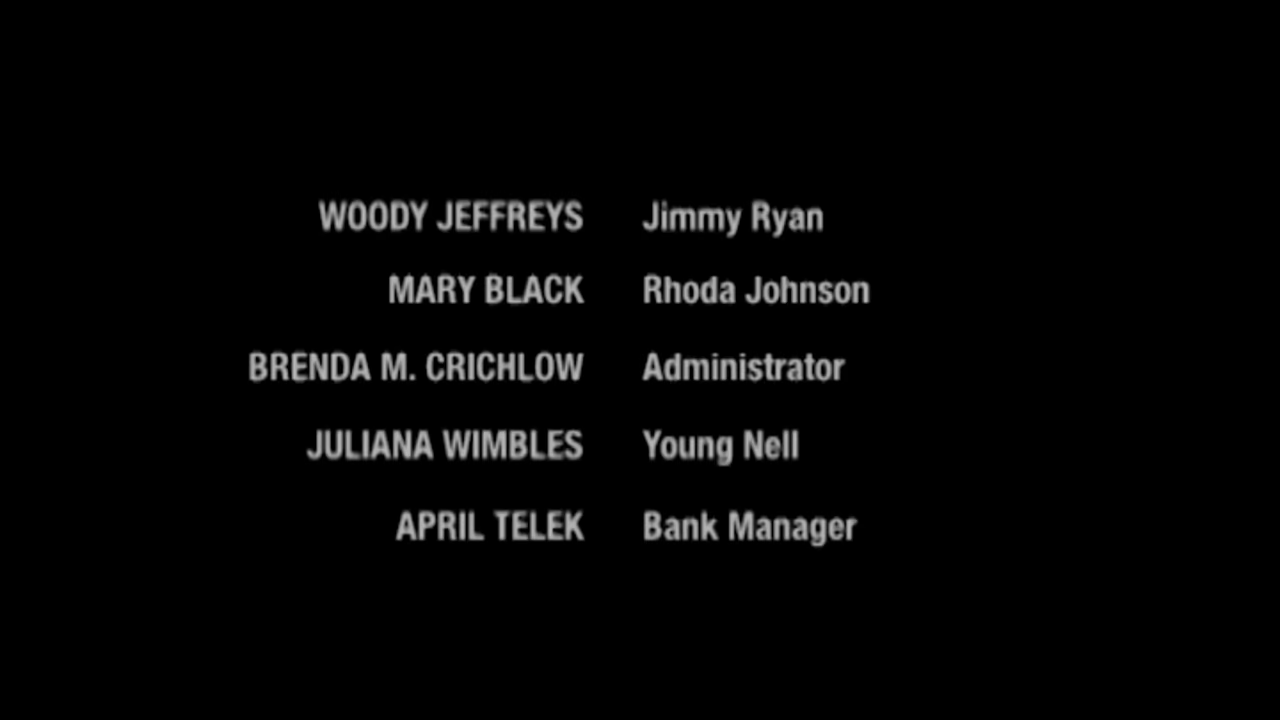 WOODY JEFFREYS Jimmy Ryan
MARY BLACK Rhoda Johnson
BRENDA M. CRICHLOW Administrator
JULIANA WIMBLES Young Nell
APRIL TELEK Bank Manager